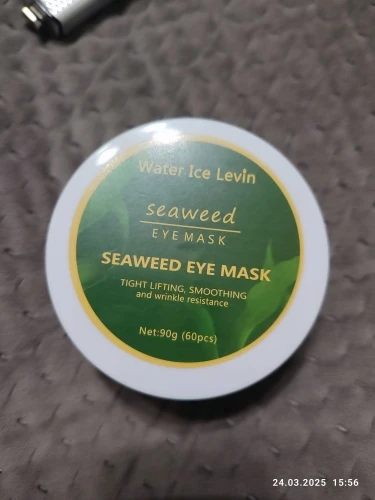 Water Ice Levin
seaweed
EYE MASK
SEAWEED EYE MASK
TIGHT LIFTING, SMOOTHING
and wrinkle resistance
Net:90g (60pcs)
24.03.2025 15:56